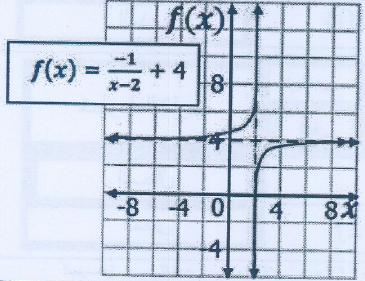 f(x)
f(x) = -1/x-2 + 4
8
4
-8 -4 0 4 8 x
-4